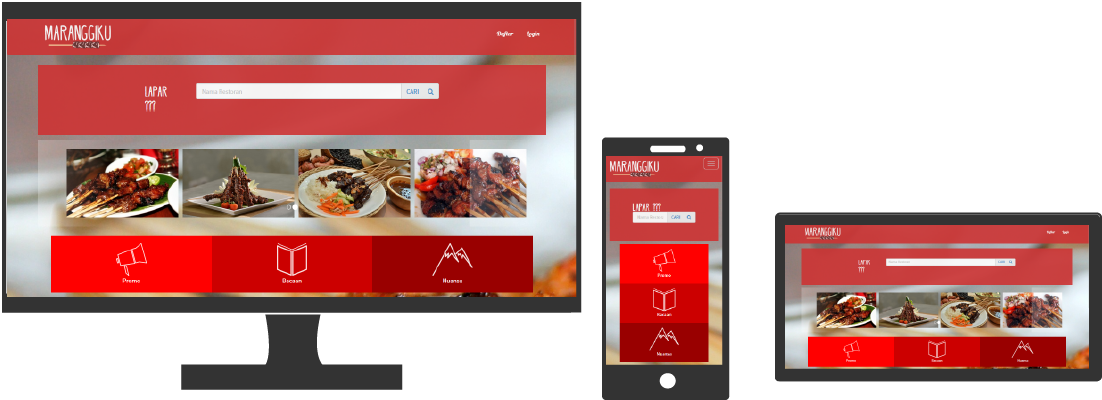 MARANGGIKU
Daftar Login
LAPAR
???
Nama Restoran CARI
Promo Bacaan Nuansa
MARANGGIKU
LAPAR ???
Nama Restoran CARI
Promo
Bacaan
Nuansa
MARANGGIKU
Daftar Login
LAPAR
???
Nama Restoran CARI
Promo Bacaan Nuansa